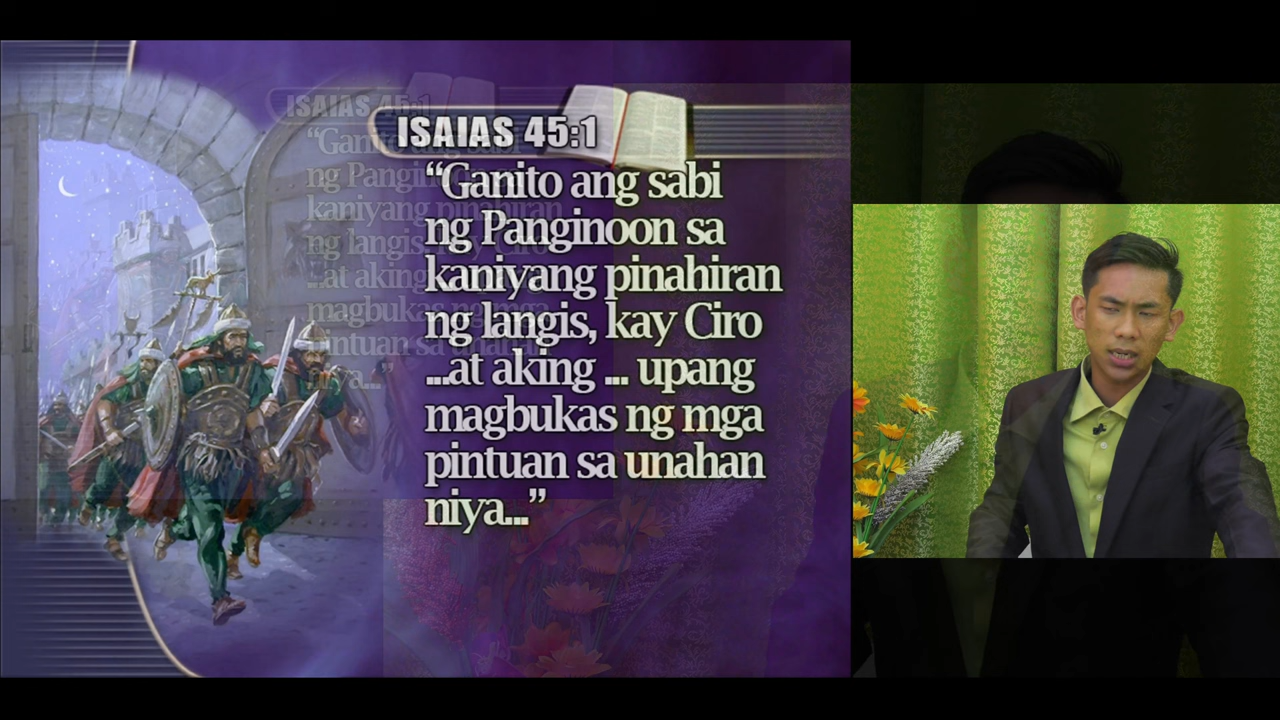 ISAIAS 45:1
“Ganito ang sabi
ng Panginoon sa
kaniyang pinahiran
ng langis, kay Ciro
...at aking ... upang
magbukas ng mga
pintuan sa unahan
niya...”